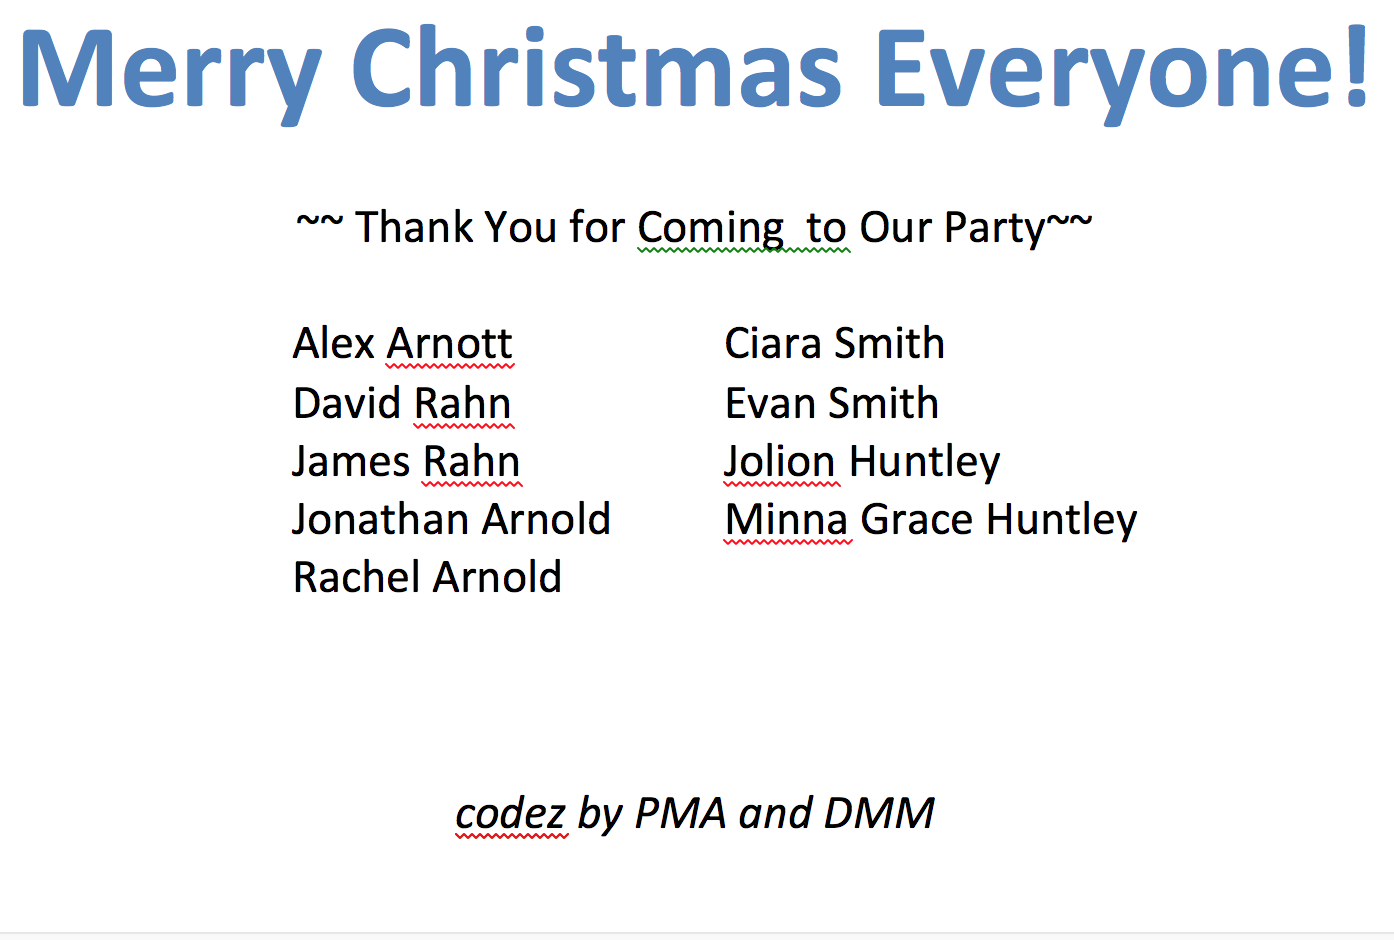 Merry Christmas Everyone!
~~ Thank You for Coming  to Our Party~~
Alex Arnott
David Rahn
James Rahn
Jonathan Arnold
Rachel Arnold
Ciara Smith
Evan Smith
Jolion Huntley
Minna Grace Huntley
codez by PMA and DMM